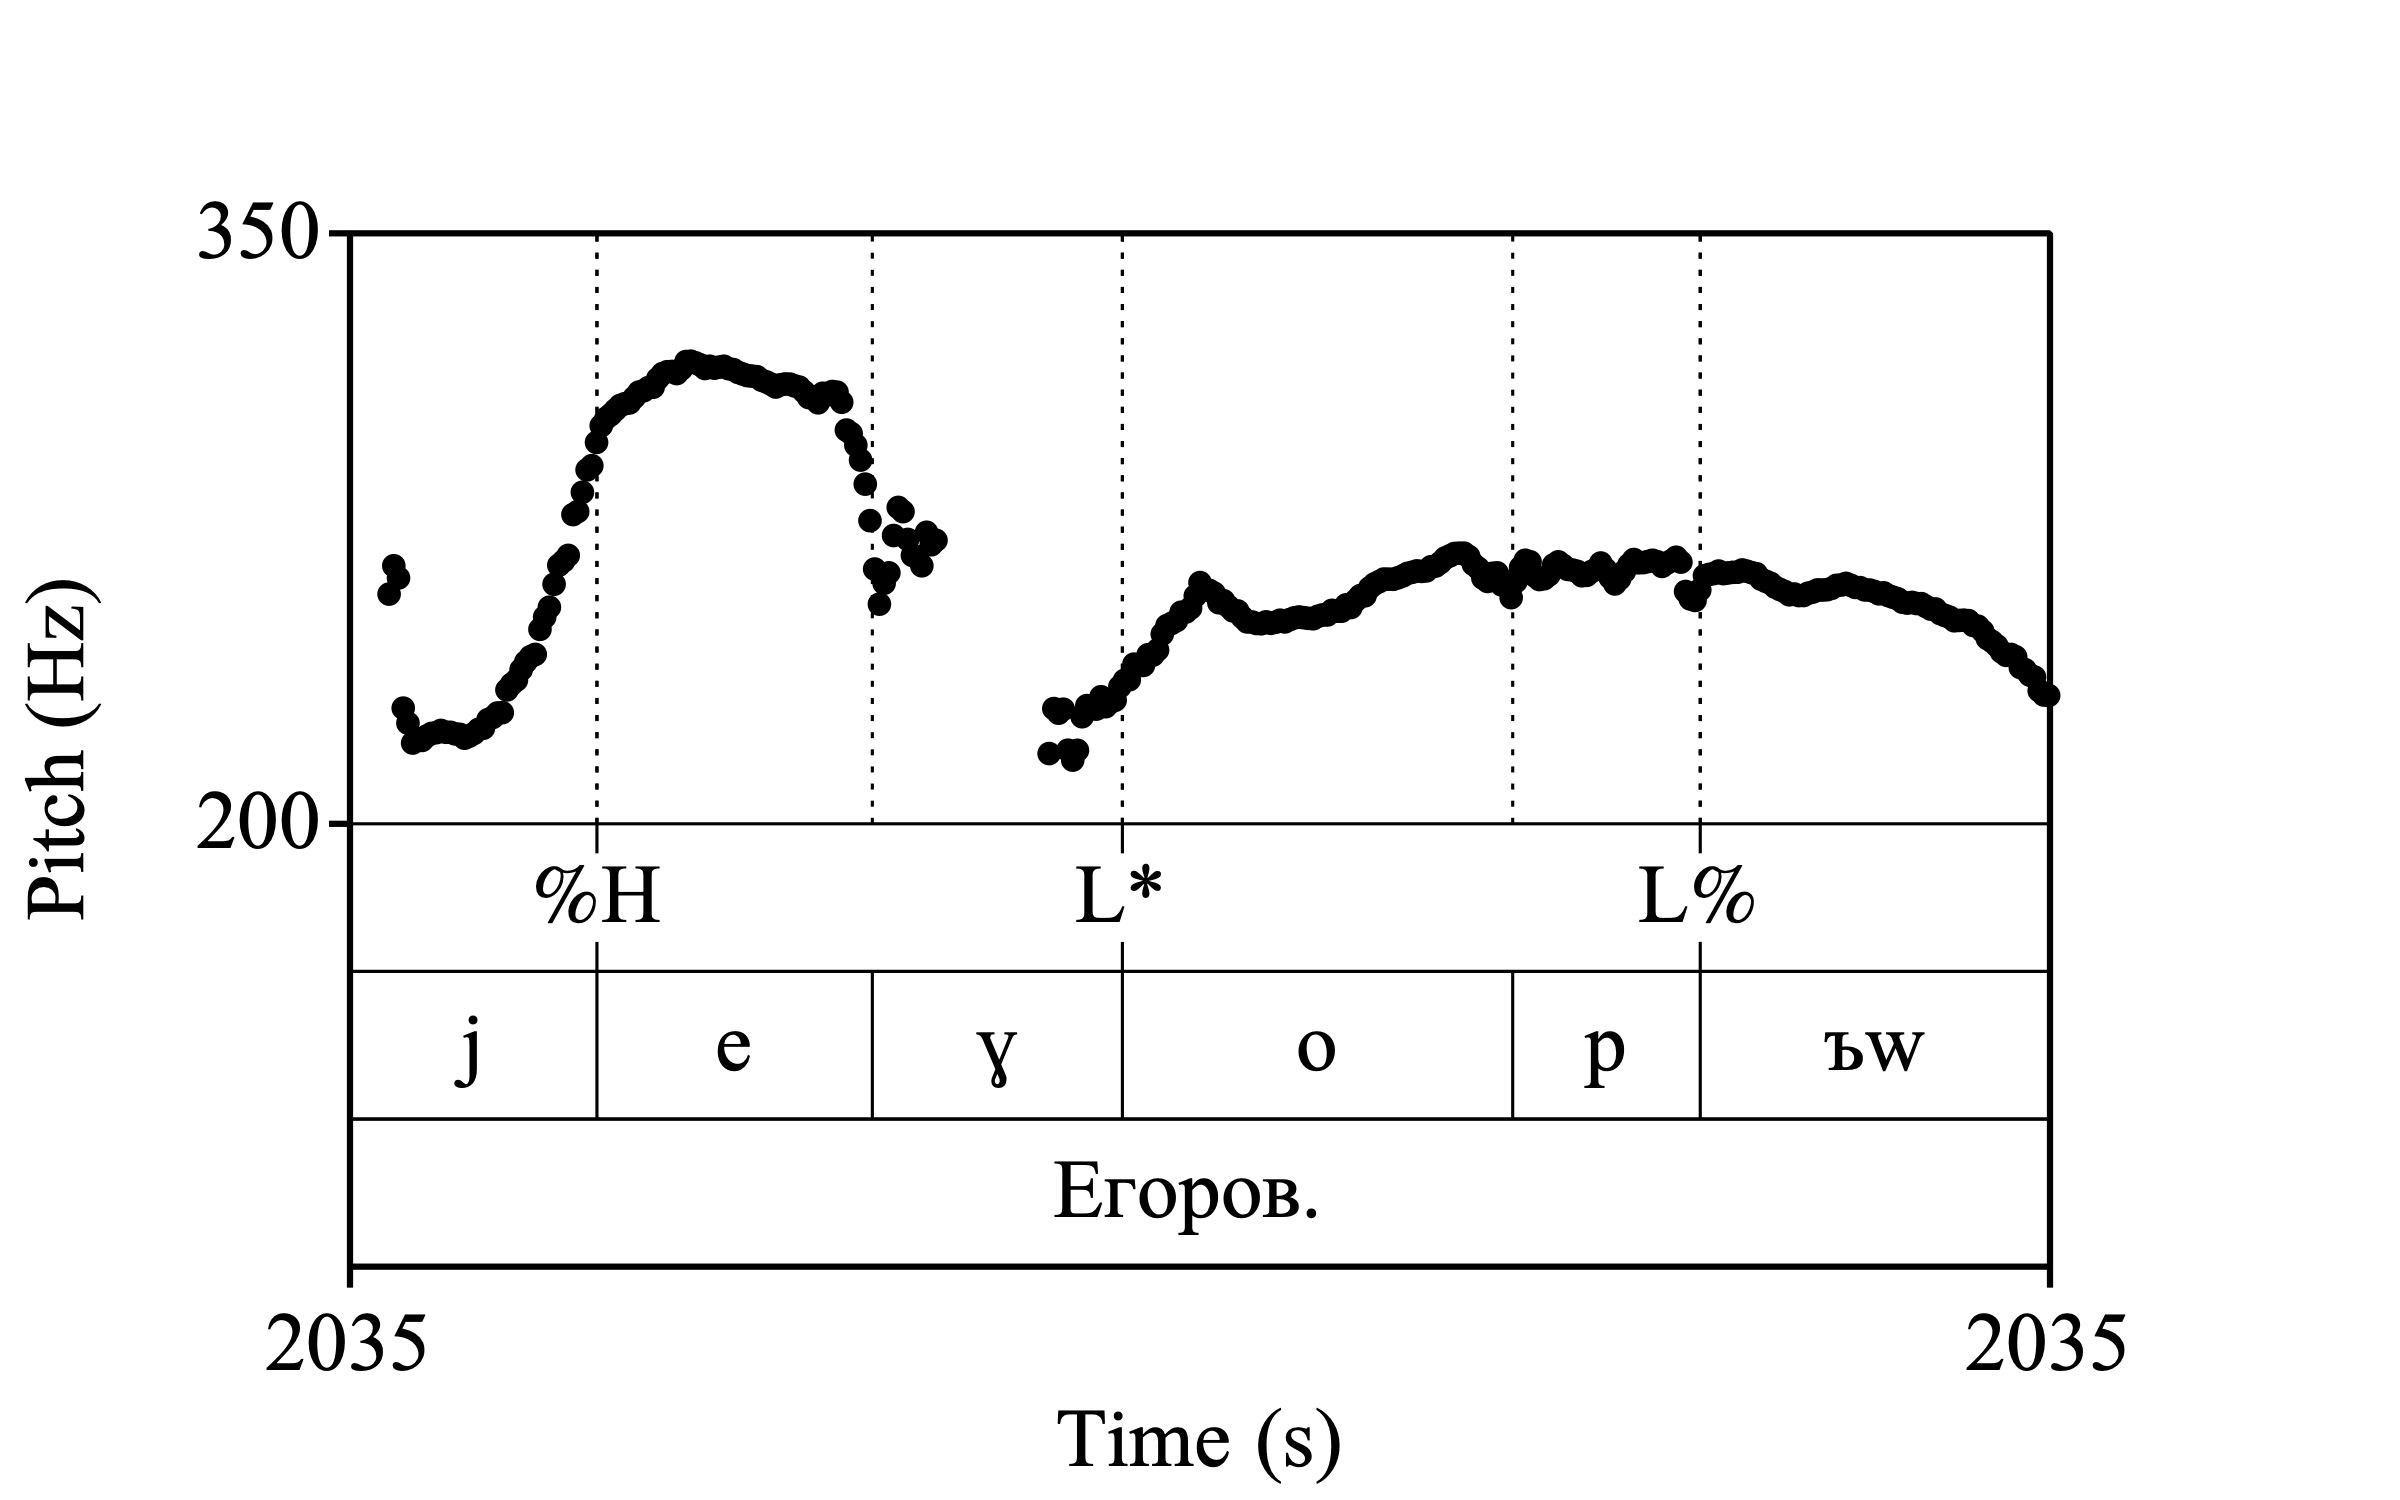 350
200
Pitch (Hz)
%H L* L%
j e ɣ o р ъw
Егоров.
2035 2035
Time (s)